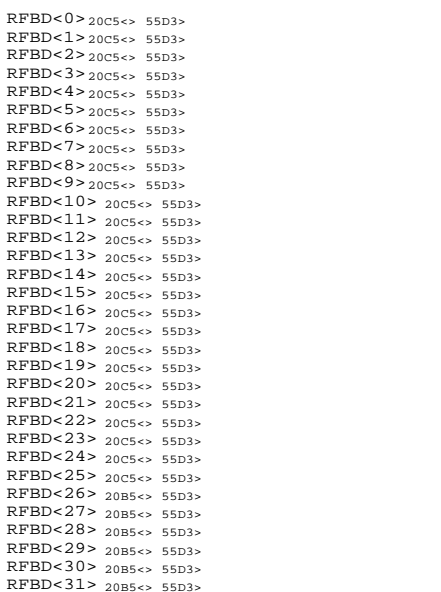 RFBD<0> 20C5<> 55D3>
RFBD<1> 20C5<> 55D3>
RFBD<2> 20C5<> 55D3>
RFBD<3> 20C5<> 55D3>
RFBD<4> 20C5<> 55D3>
RFBD<5> 20C5<> 55D3>
RFBD<6> 20C5<> 55D3>
RFBD<7> 20C5<> 55D3>
RFBD<8> 20C5<> 55D3>
RFBD<9> 20C5<> 55D3>
RFBD<10> 20C5<> 55D3>
RFBD<11> 20C5<> 55D3>
RFBD<12> 20C5<> 55D3>
RFBD<13> 20C5<> 55D3>
RFBD<14> 20C5<> 55D3>
RFBD<15> 20C5<> 55D3>
RFBD<16> 20C5<> 55D3>
RFBD<17> 20C5<> 55D3>
RFBD<18> 20C5<> 55D3>
RFBD<19> 20C5<> 55D3>
RFBD<20> 20C5<> 55D3>
RFBD<21> 20C5<> 55D3>
RFBD<22> 20C5<> 55D3>
RFBD<23> 20C5<> 55D3>
RFBD<24> 20C5<> 55D3>
RFBD<25> 20C5<> 55D3>
RFBD<26> 20B5<> 55D3>
RFBD<27> 20B5<> 55D3>
RFBD<28> 20B5<> 55D3>
RFBD<29> 20B5<> 55D3>
RFBD<30> 20B5<> 55D3>
RFBD<31> 20B5<> 55D3>